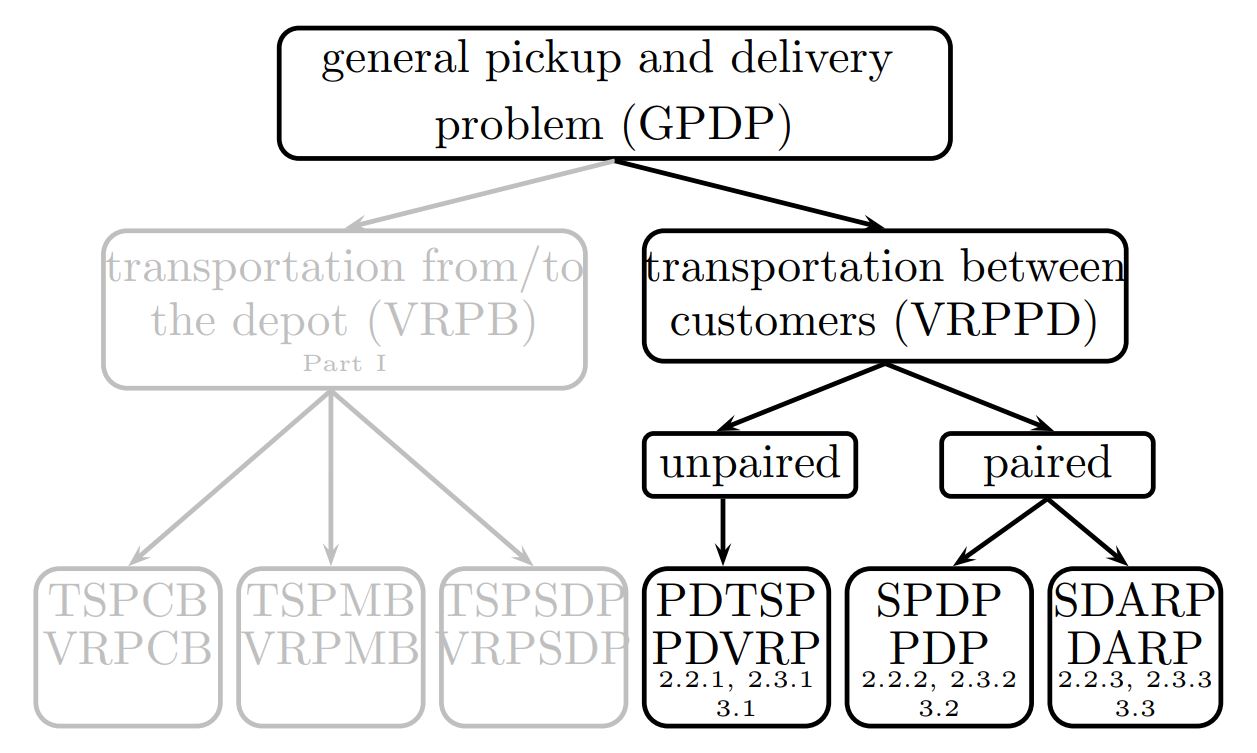 general pickup and delivery
problem (GPDP)
transportation from/to
the depot (VRPB)
Part I
transportation between
customers (VRPPD)
unpaired
paired
TSPCB
VRPCB
TSPMB
VRPMB
TSPSDP
VRPSDP
PDTSP
PDVRP
2.2.1, 2.3.1
3.1
SPDP
PDP
2.2.2, 2.3.2
3.2
SDARP
DARP
2.2.3, 2.3.3
3.3